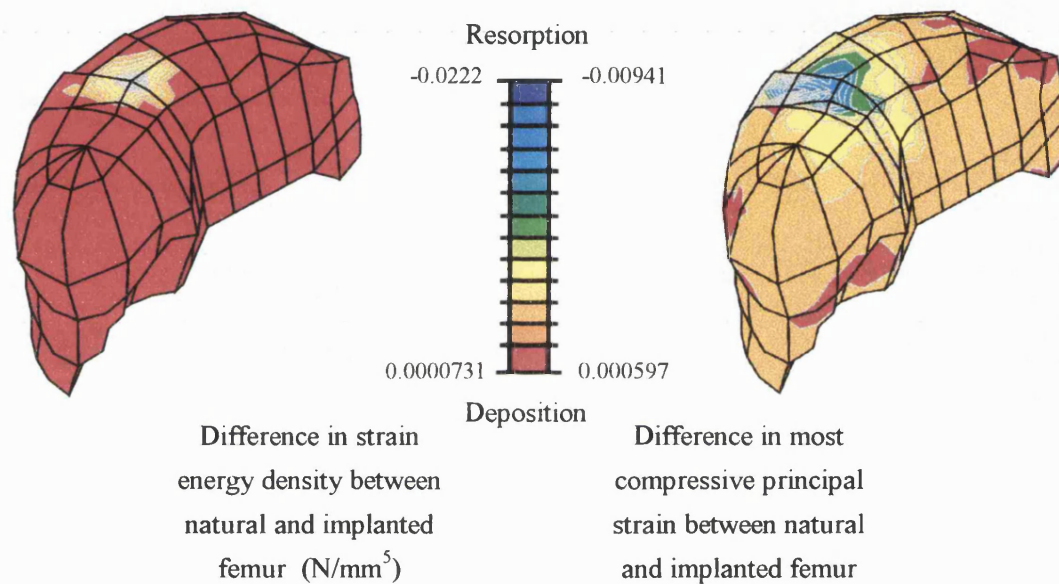 Resorption
-0.0222 -0.00941
0.0000731 0.000597
Deposition
Difference in strain
energy density between
natural and implanted
femur (N/mm⁵)
Difference in most
compressive principal
strain between natural
and implanted femur